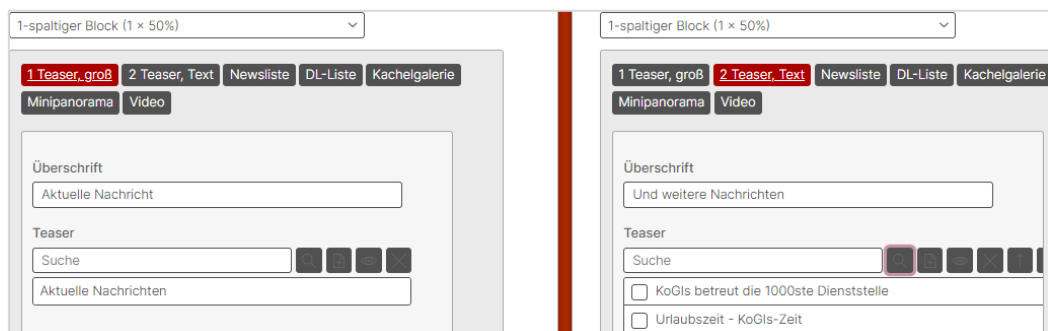 1-spaltiger Block (1 × 50%)
1 Teaser, groß 2 Teaser, Text Newsliste DL-Liste Kachelgalerie
Minipanorama Video
Überschrift
Aktuelle Nachricht
Teaser
Suche
Aktuelle Nachrichten
1-spaltiger Block (1 × 50%)
1 Teaser, groß 2 Teaser, Text Newsliste DL-Liste Kachelgalerie
Minipanorama Video
Überschrift
Und weitere Nachrichten
Teaser
Suche
KoGIs betreut die 1000ste Dienststelle
Urlaubszeit - KoGIs-Zeit